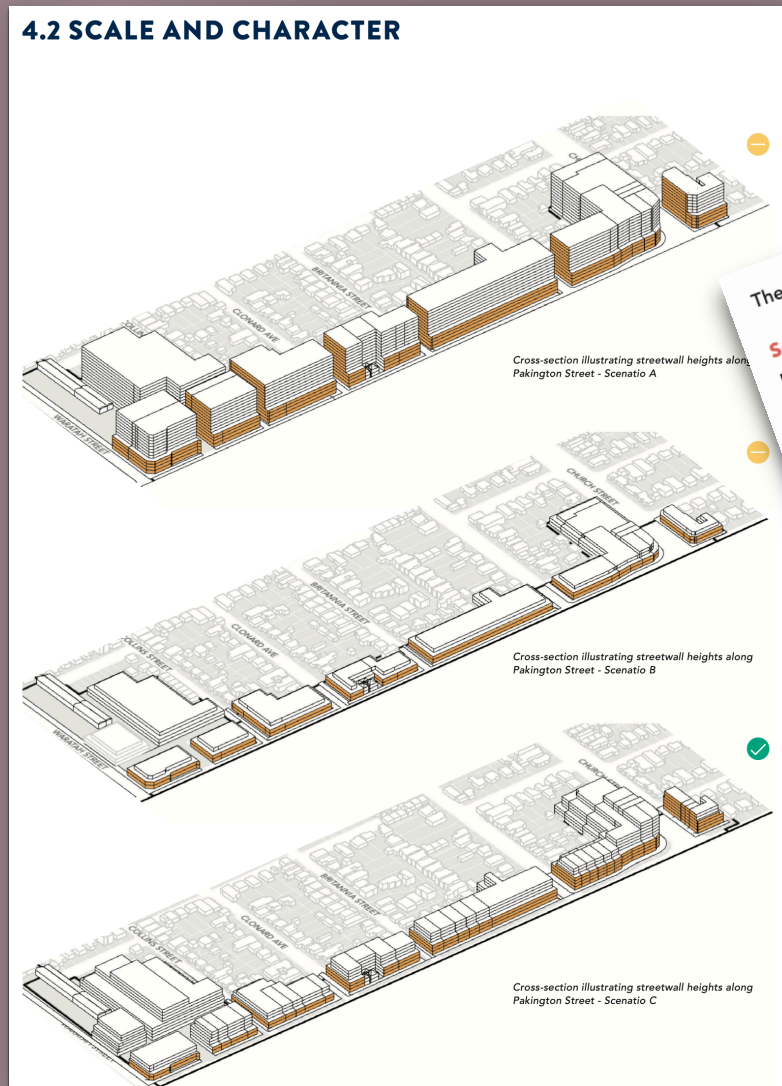 4.2 SCALE AND CHARACTER
BRITANNIA STREET
CLONARD AVE
WARATAH STREET
The
Cross-section illustrating streetwall heights along
Pakington Street - Scenatio A
CHURCH STREET
BRITANNIA STREET
CLONARD AVE
OLLINS STREET
WARATAH STREET
Cross-section illustrating streetwall heights along
Pakington Street - Scenatio B
CHURCH
BRITANNIA STREET
CLONARD AVE
COLLINS STREET
Cross-section illustrating streetwall heights along
Pakington Street - Scenatio C